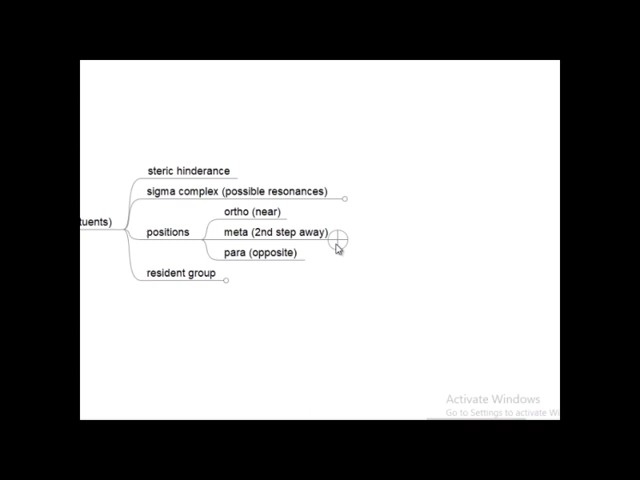 steric hinderance
sigma complex (possible resonances)
ortho (near)
tuents)
positions
meta (2nd step away)
para (opposite)
resident group
Activate Windows
Go to Settings to activate Wi